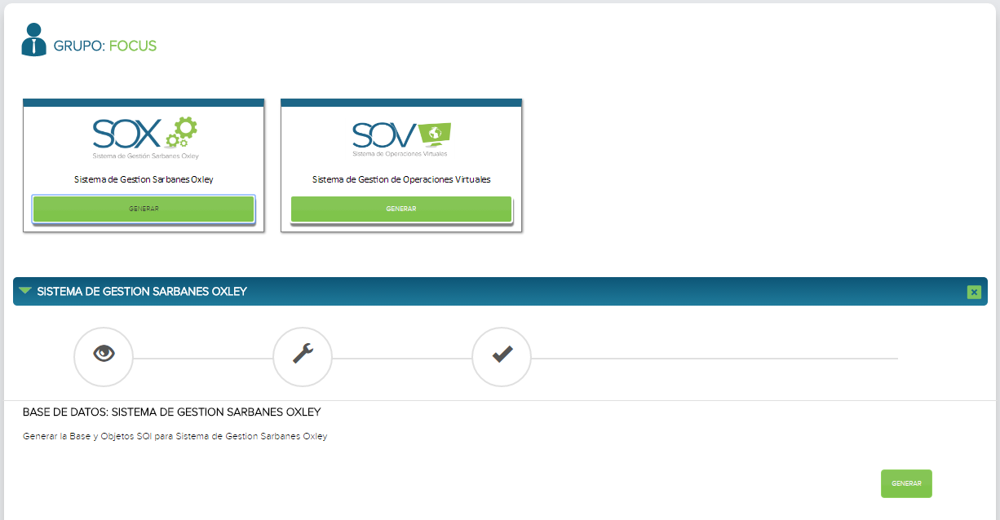 GRUPO: FOCUS
SOX
Sistema de Gestión Sarbanes Oxley
Sistema de Gestion Sarbanes Oxley
GENERAR
SOV
Sistema de Operaciones Virtuales
Sistema de Gestion de Operaciones Virtuales
GENERAR
SISTEMA DE GESTION SARBANES OXLEY
BASE DE DATOS: SISTEMA DE GESTION SARBANES OXLEY
Generar la Base y Objetos SQl para Sistema de Gestion Sarbanes Oxley
GENERAR